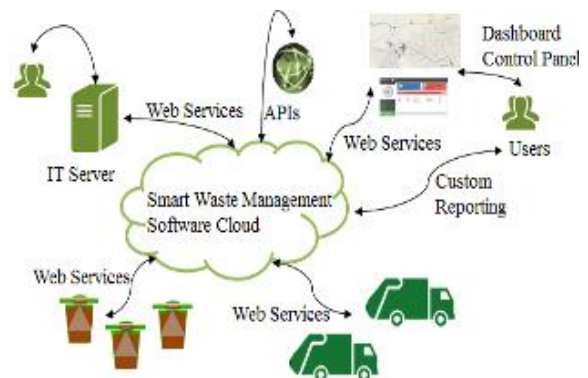 Dashboard
Control Panel
Web Services
APIs
Web Services
IT Server
Users
Smart Waste Management
Software Cloud
Custom
Reporting
Web Services
Web Services